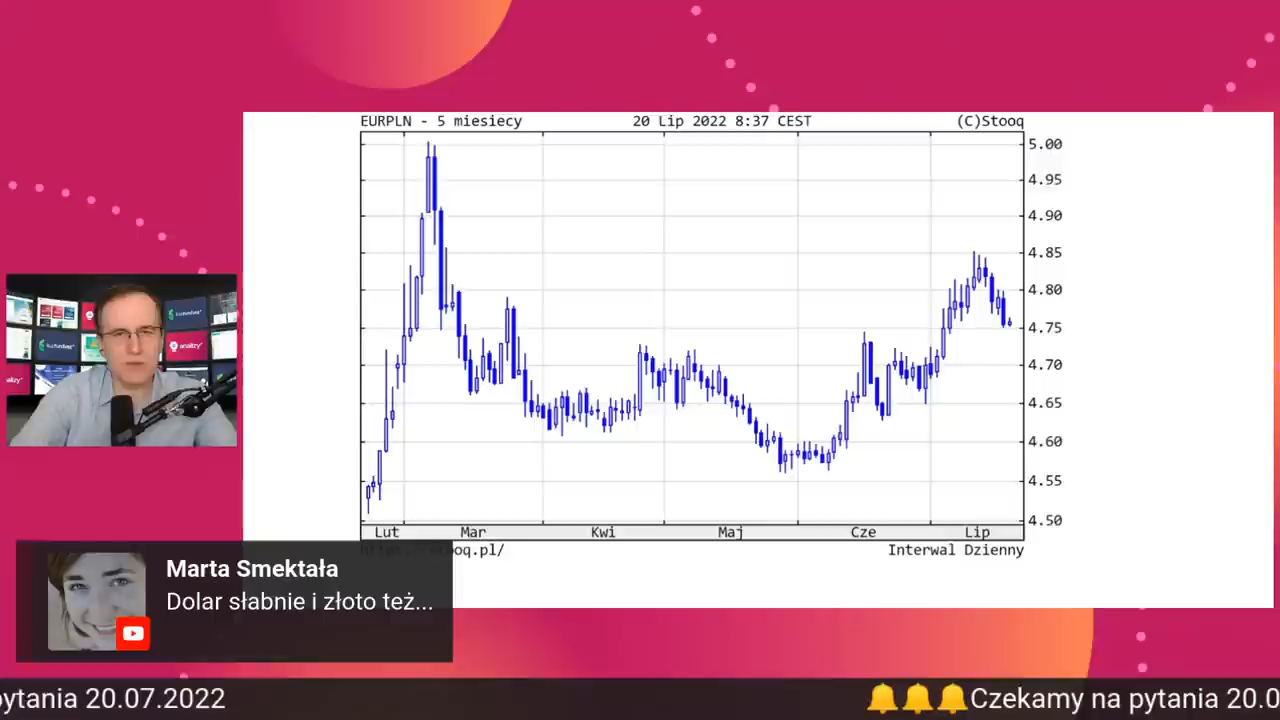 EURPLN - 5 miesiecy 20 Lip 2022 8:37 CEST (C)Stooq
5.00
4.95
4.90
4.85
4.80
4.75
4.70
4.65
4.60
4.55
4.50
Lut Mar Kwi Maj Cze Lip
Interwal Dzienny
analizy
Marta Smektała
Dolar słabnie i złoto też...
pytania 20.07.2022 🔔🔔🔔Czekamy na pytania 20.0